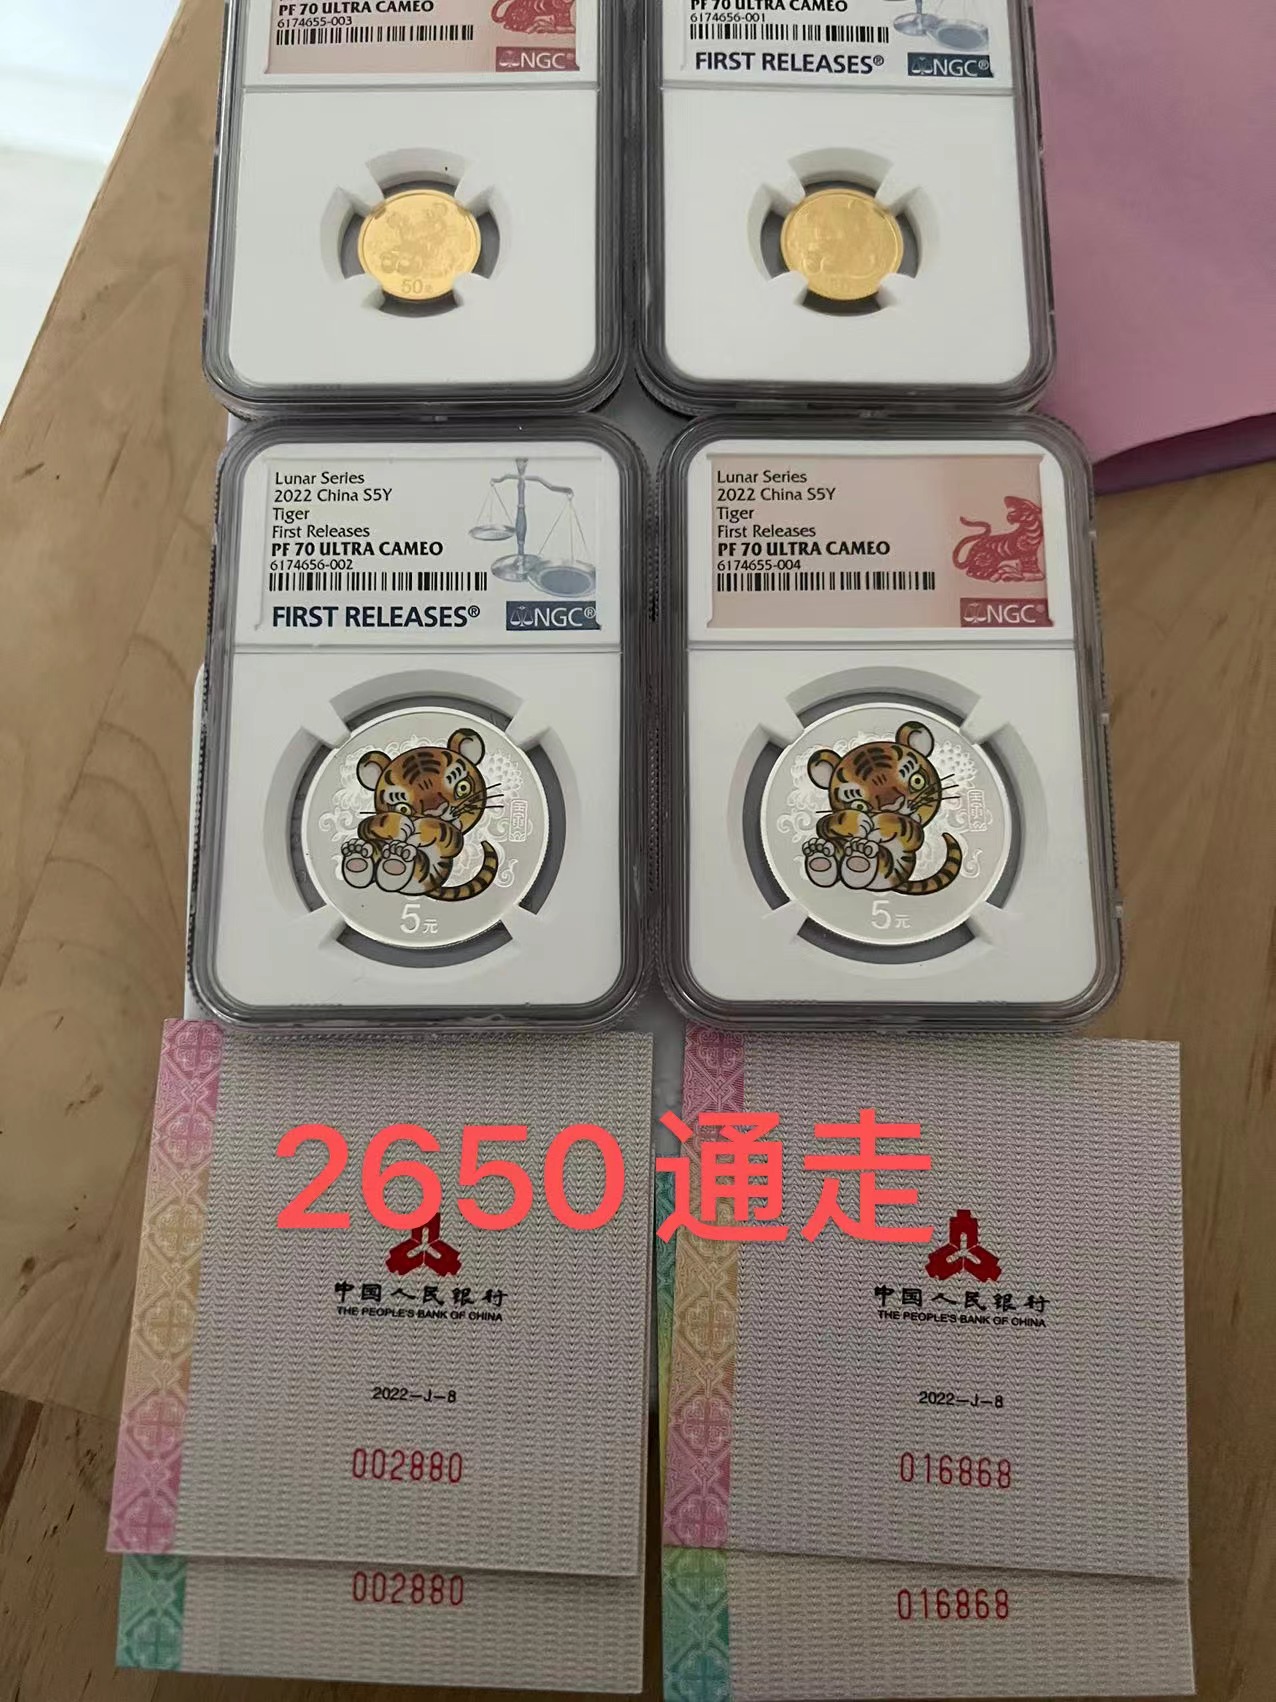 PF 70 ULTRA CAMEO
6174655-003
NGC®
PF 70 ULTRA CAMEO
6174656-001
FIRST RELEASES®
NGC®
50元
Lunar Series
2022 China S5Y
Tiger
First Releases
PF 70 ULTRA CAMEO
6174656-002
FIRST RELEASES®
NGC®
Lunar Series
2022 China S5Y
Tiger
First Releases
PF 70 ULTRA CAMEO
6174655-004
NGC®
5元
5元
2650通走
中国人民银行
THE PEOPLE'S BANK OF CHINA
2022-J-8
002880
002880
中国人民银行
THE PEOPLE'S BANK OF CHINA
2022-J-8
016868
016868